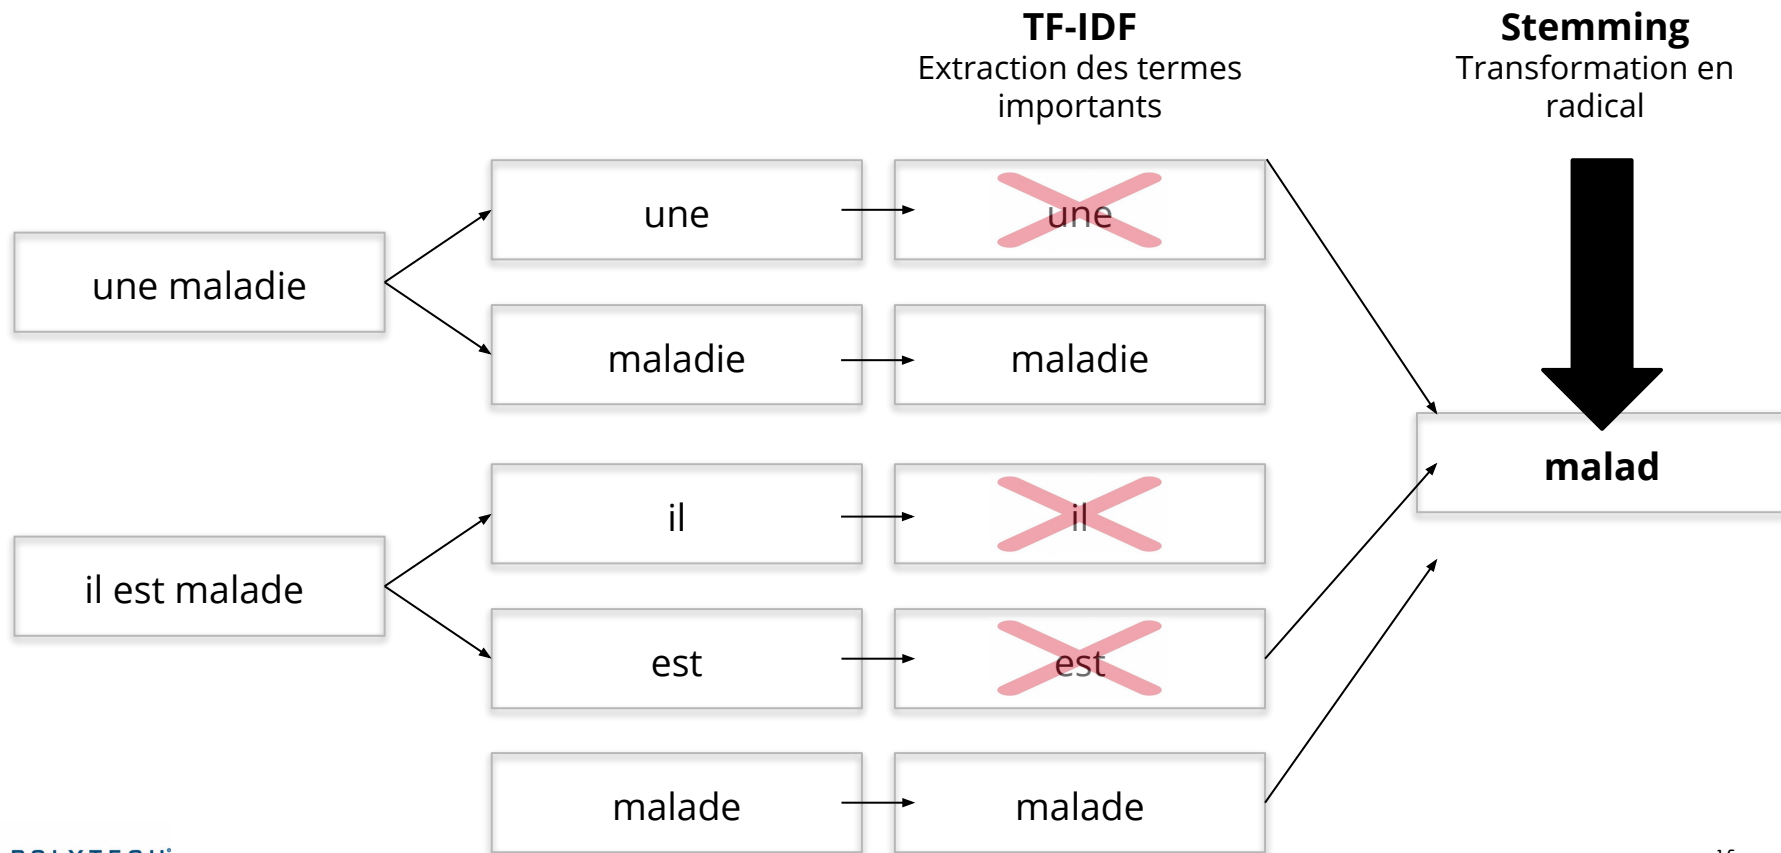 TF-IDF
Extraction des termes
importants
Stemming
Transformation en
radical
une
une
une maladie
maladie
maladie
malad
il
il
il est malade
est
est
malade
malade